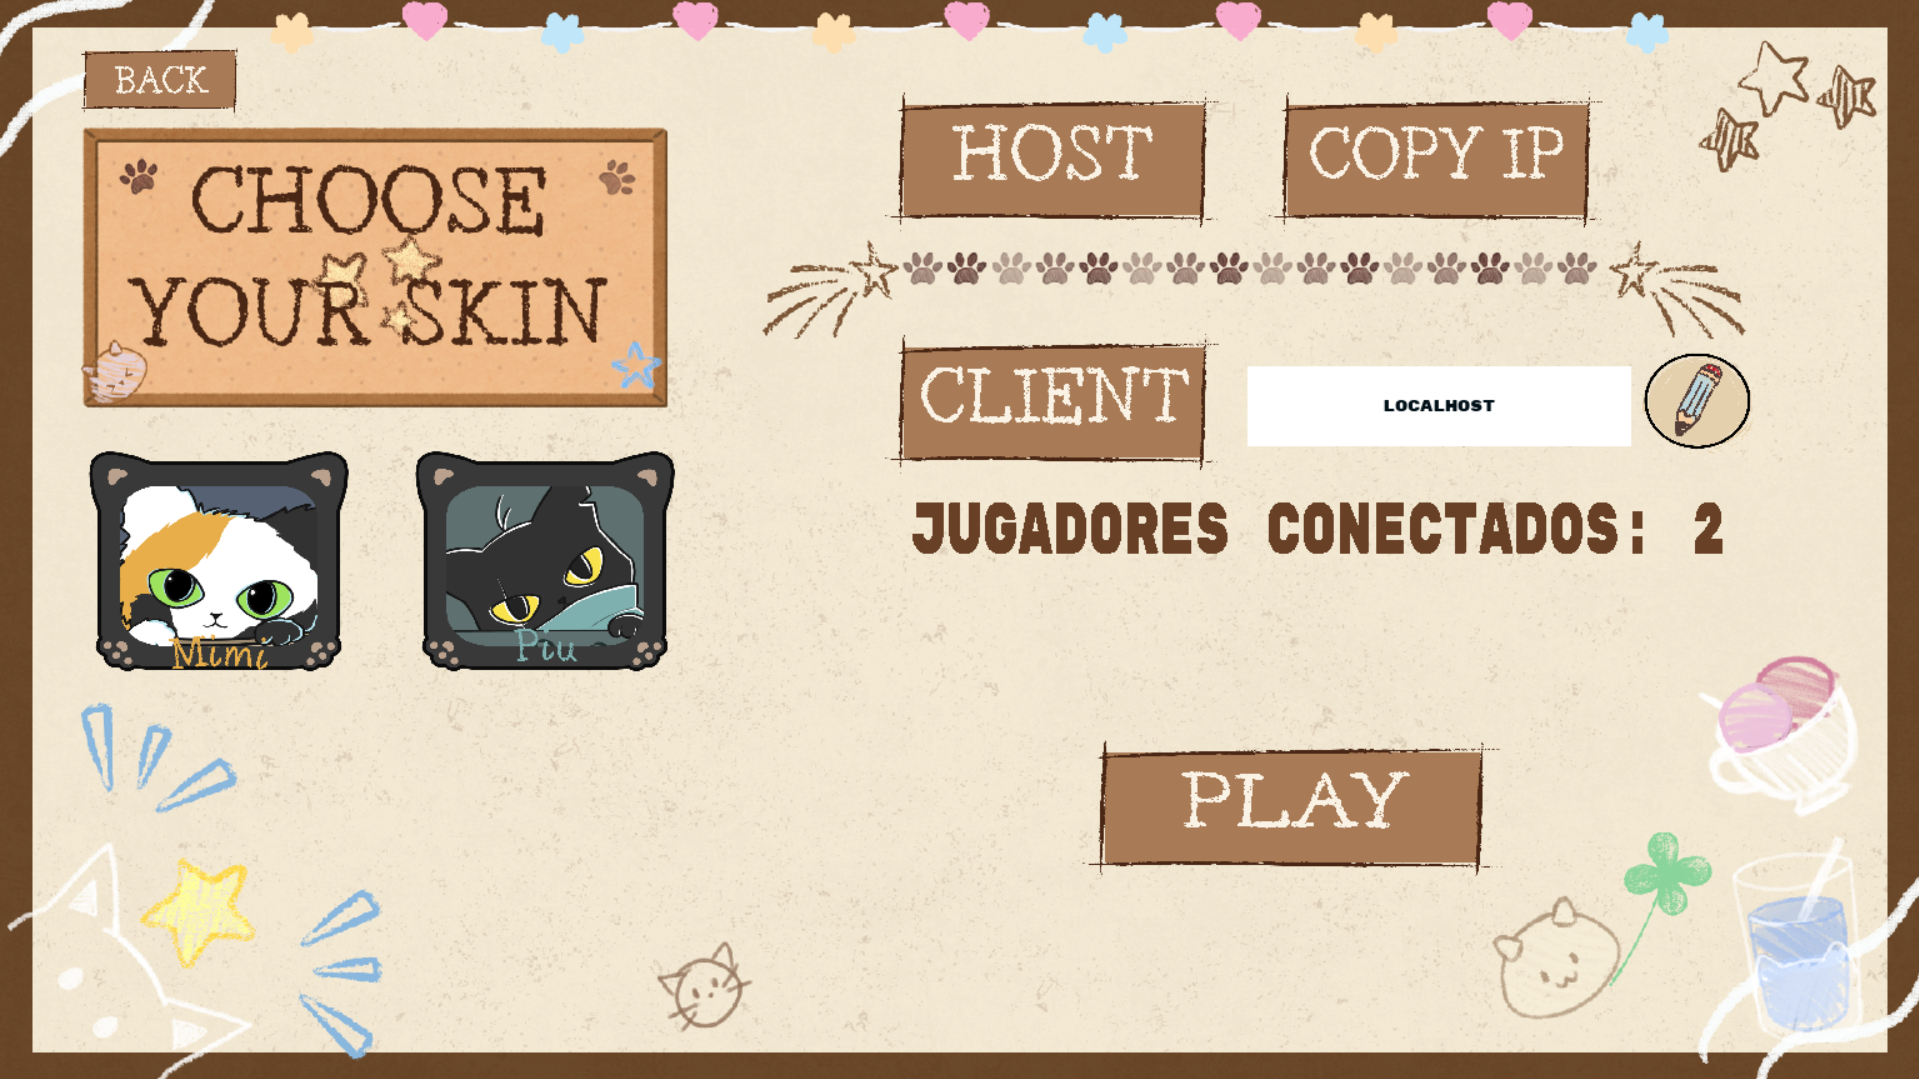 BACK
CHOOSE
YOUR SKIN
Mimi
Piu
HOST
COPY IP
CLIENT
LOCALHOST
JUGADORES CONECTADOS: 2
PLAY